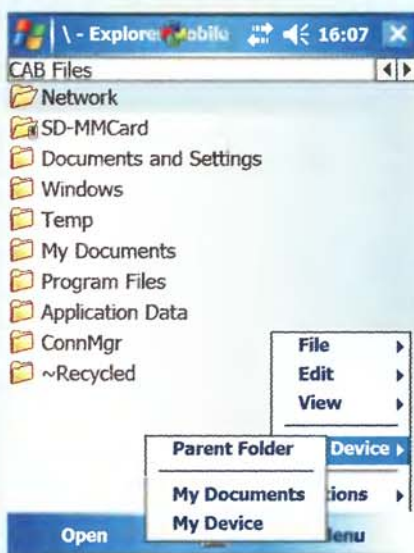 \ - Explore Mobile 16:07
CAB Files
Network
SD-MMCard
Documents and Settings
Windows
Temp
My Documents
Program Files
Application Data
ConnMgr
~Recycled
File
Edit
View
Device
Parent Folder
My Documents
My Device
Open